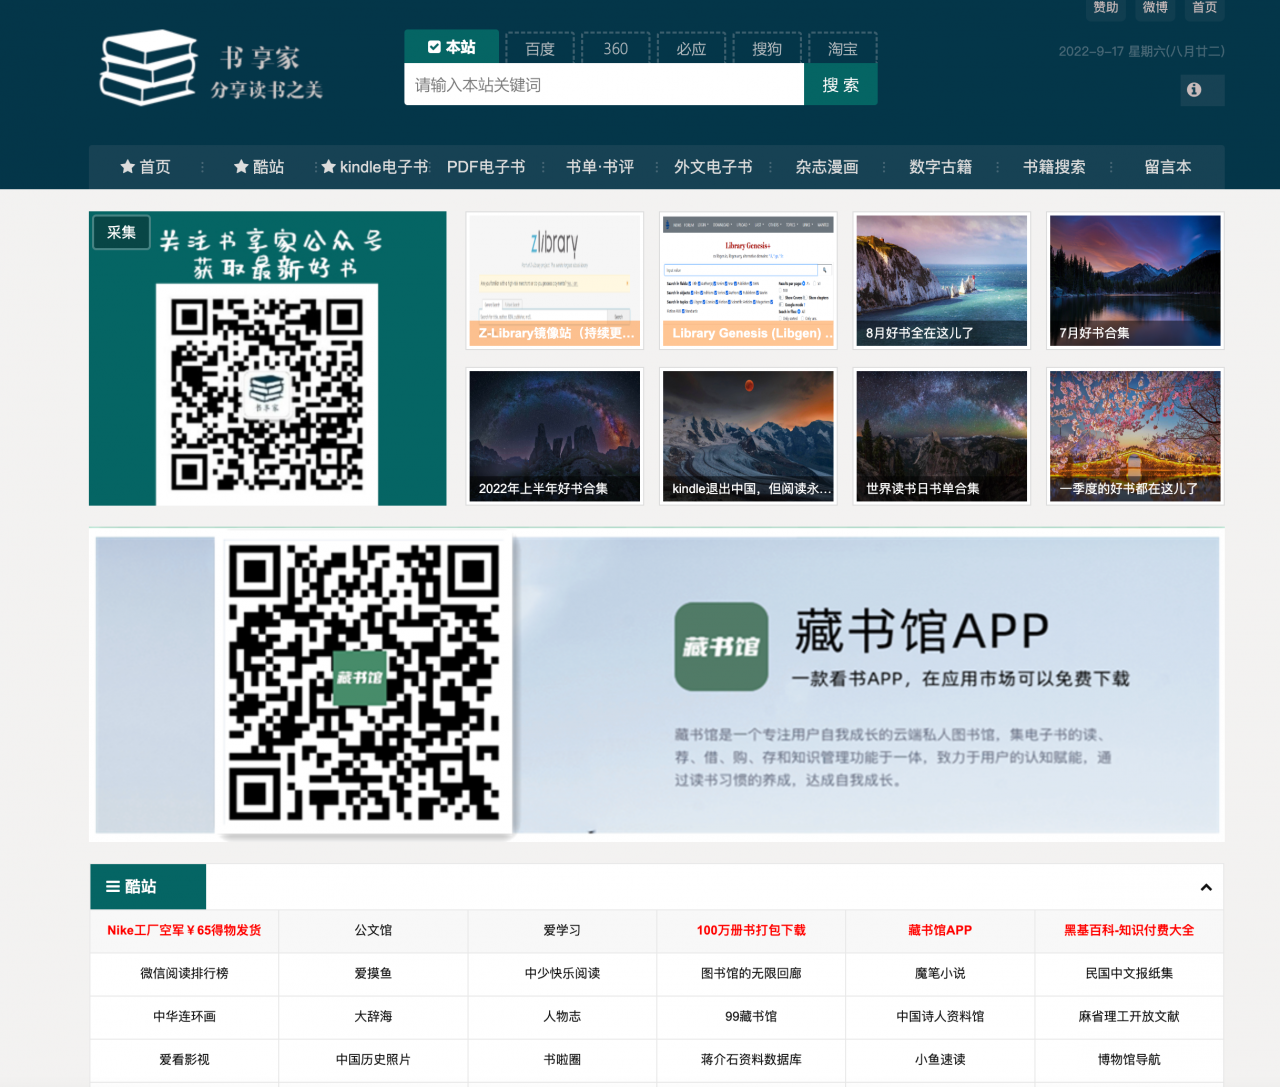 赞助 微博 首页
书享家
分享读书之美
本站 百度 360 必应 搜狗 淘宝
2022-9-17 星期六(八月廿二)
请输入本站关键词 搜 索
首页 酷站 kindle电子书 PDF电子书 书单·书评 外文电子书 杂志漫画 数字古籍 书籍搜索 留言本
采集
关注书享家公众号
获取最新好书
书享家
zlibrary
Z-Library镜像站（持续更...
Library Genesis+
Library Genesis (Libgen) ...
8月好书全在这儿了
7月好书合集
2022年上半年好书合集
kindle退出中国，但阅读永...
世界读书日书单合集
一季度的好书都在这儿了
藏书馆
藏书馆
藏书馆APP
一款看书APP，在应用市场可以免费下载
藏书馆是一个专注用户自我成长的云端私人图书馆，集电子书的读、
荐、借、购、存和知识管理功能于一体，致力于用户的认知赋能，通
过读书习惯的养成，达成自我成长。
酷站
Nike工厂空军￥65得物发货 公文馆 爱学习 100万册书打包下载 藏书馆APP 黑基百科-知识付费大全
微信阅读排行榜 爱摸鱼 中少快乐阅读 图书馆的无限回廊 魔笔小说 民国中文报纸集
中华连环画 大辞海 人物志 99藏书馆 中国诗人资料馆 麻省理工开放文献
爱看影视 中国历史照片 书啦圈 蒋介石资料数据库 小鱼速读 博物馆导航